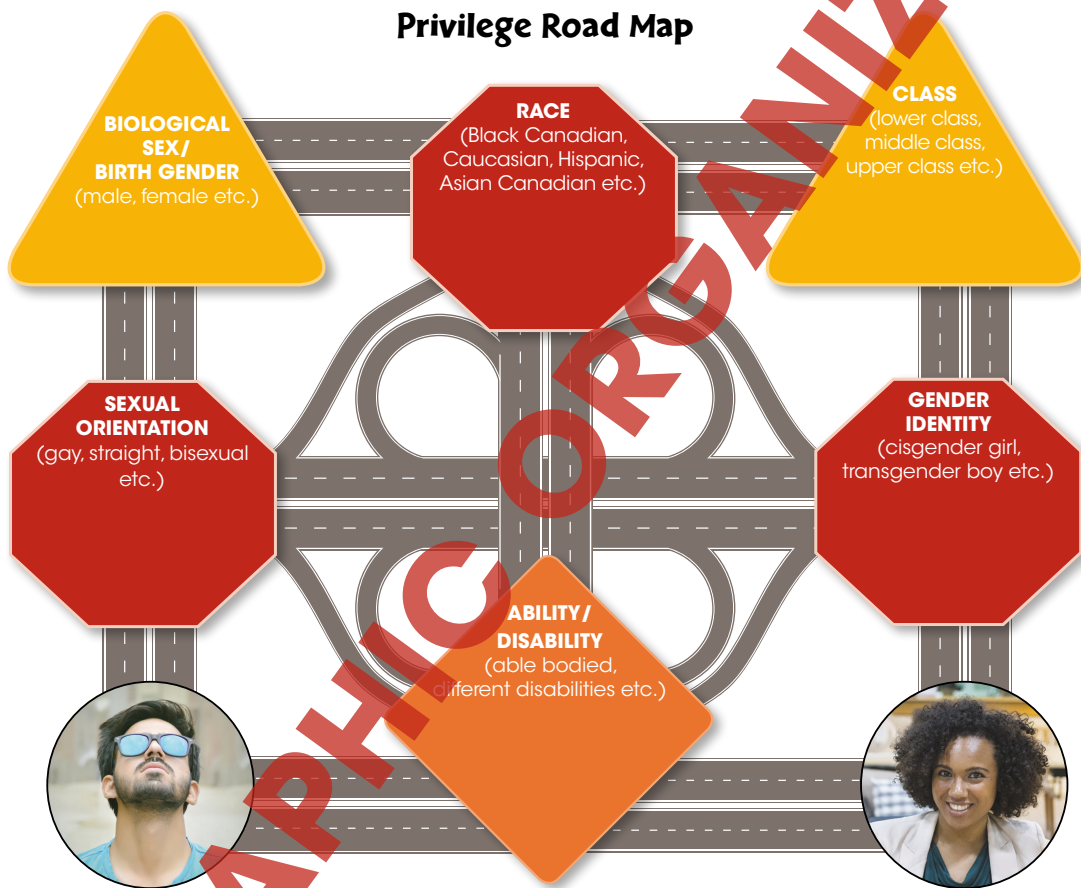 Privilege Road Map
BIOLOGICAL
SEX/
BIRTH GENDER
(male, female etc.)
RACE
(Black Canadian,
Caucasian, Hispanic,
Asian Canadian etc.)
CLASS
(lower class,
middle class,
upper class etc.)
SEXUAL
ORIENTATION
(gay, straight, bisexual
etc.)
GENDER
IDENTITY
(cisgender girl,
transgender boy etc.)
ABILITY/
DISABILITY
(able bodied,
different disabilities etc.)
APHIC ORGANIZ